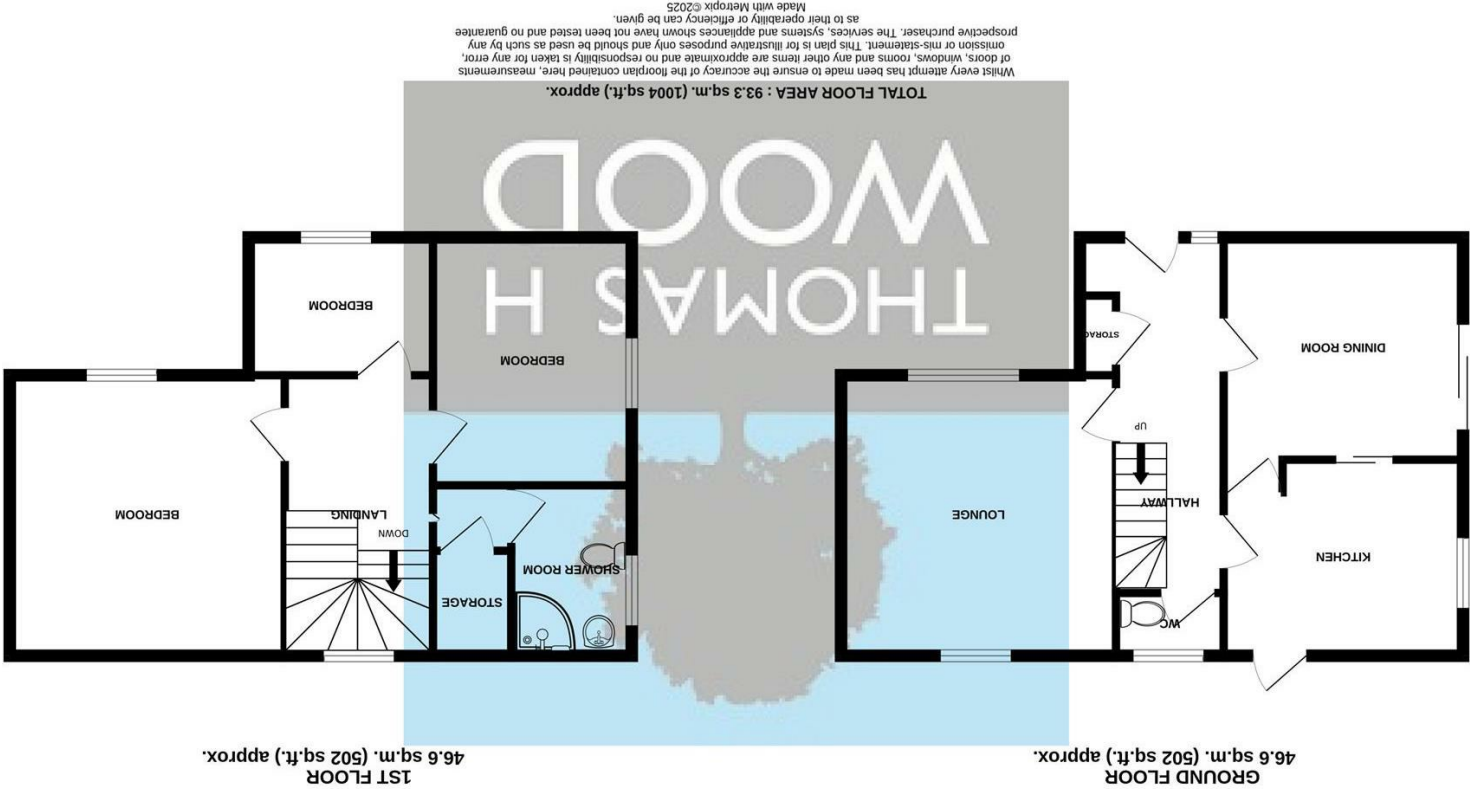 GROUND FLOOR
46.6 sq.m. (502 sq.ft.) approx.
WC
KITCHEN
HALLWAY
LOUNGE
UP
DINING ROOM
STORAG
1ST FLOOR
46.6 sq.m. (502 sq.ft.) approx.
STORAGE
SHOWER ROOM
DOWN
LANDING
BEDROOM
BEDROOM
BEDROOM
THOMAS H
WOOD
TOTAL FLOOR AREA : 93.3 sq.m. (1004 sq.ft.) approx.
Whilst every attempt has been made to ensure the accuracy of the floorplan contained here, measurements
of doors, windows, rooms and any other items are approximate and no responsibility is taken for any error,
omission or mis-statement. This plan is for illustrative purposes only and should be used as such by any
prospective purchaser. The services, systems and appliances shown have not been tested and no guarantee
as to their operability or efficiency can be given.
Made with Metropix ©2025